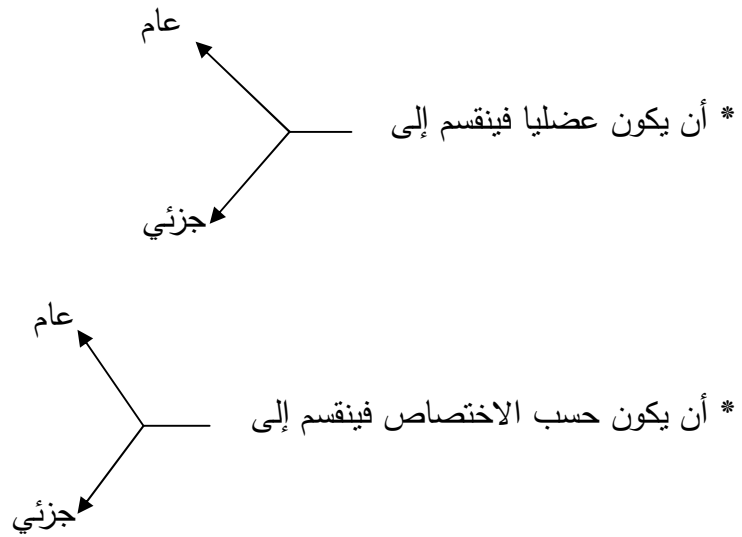 عام
* أن يكون عضليا فينقسم إلى
جزئي
عام
* أن يكون حسب الاختصاص فينقسم إلى
جزئي